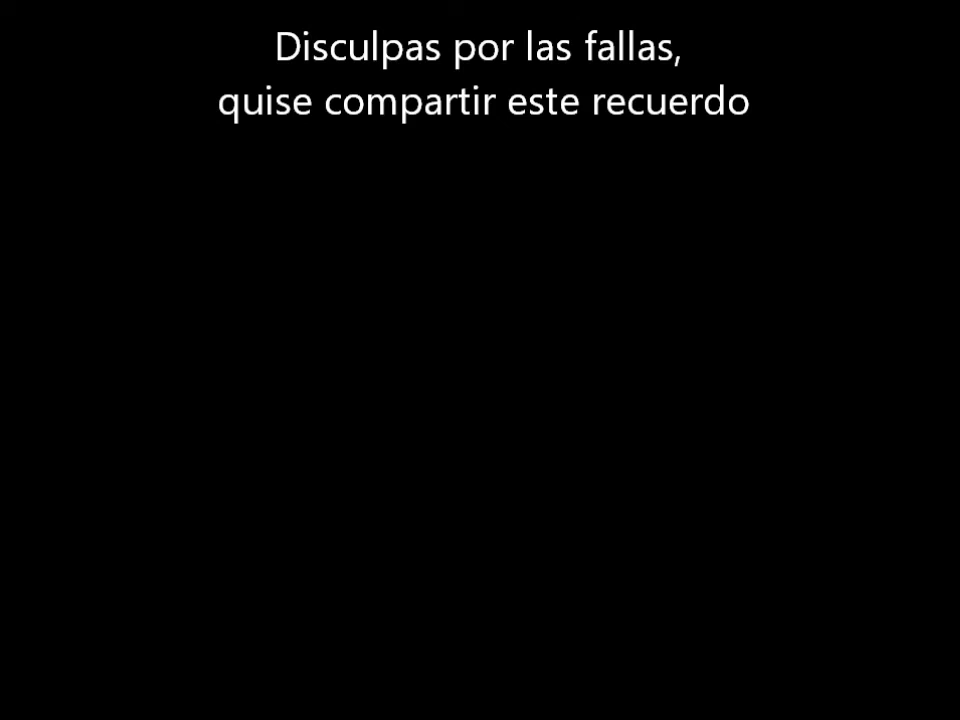 Disculpas por las fallas,
quise compartir este recuerdo